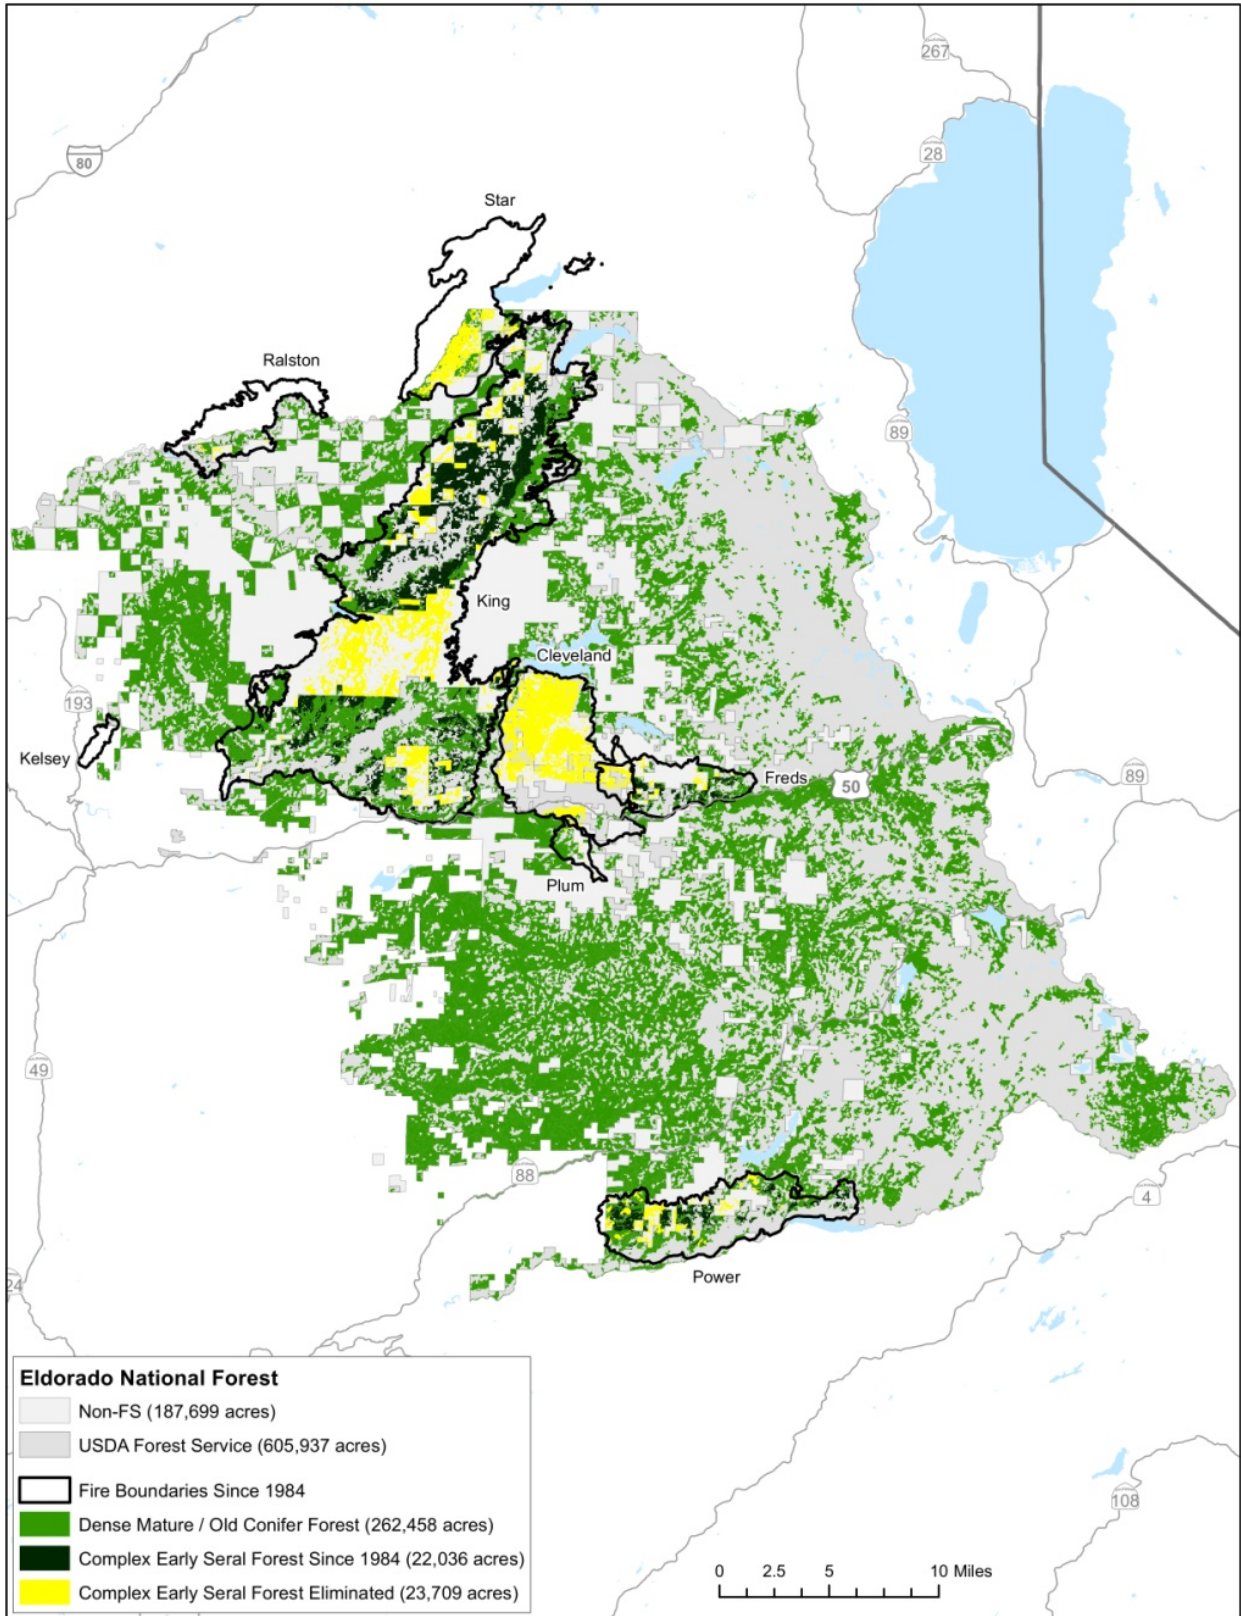 267
28
80
Star
Ralston
89
King
Cleveland
193
Kelsey
Freds
50
89
Plum
49
88
4
Power
24
Eldorado National Forest
Non-FS (187,699 acres)
USDA Forest Service (605,937 acres)
Fire Boundaries Since 1984
Dense Mature / Old Conifer Forest (262,458 acres)
Complex Early Seral Forest Since 1984 (22,036 acres)
Complex Early Seral Forest Eliminated (23,709 acres)
108
0 2.5 5 10 Miles